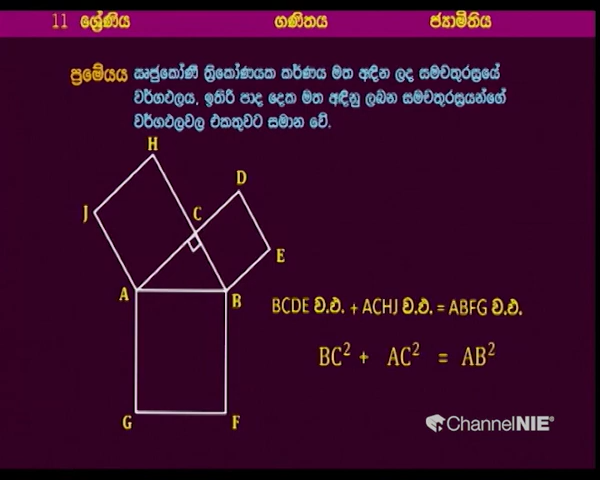 11 ශ්‍රේණිය ගණිතය ජ්‍යාමිතිය
ප්‍රමේයය ඍජුකෝණී ත්‍රිකෝණයක කර්ණය මත අඳින ලද සමචතුරස්‍රයේ
වර්ගඵලය, ඉතිරි පාද දෙක මත අඳිනු ලබන සමචතුරස්‍රයන්ගේ
වර්ගඵලවල එකතුවට සමාන වේ.
H
D
J
C
E
A
B
BCDE ව.ඵ. + ACHJ ව.ඵ. = ABFG ව.ඵ.
BC² + AC² = AB²
G
F
ChannelNIE®